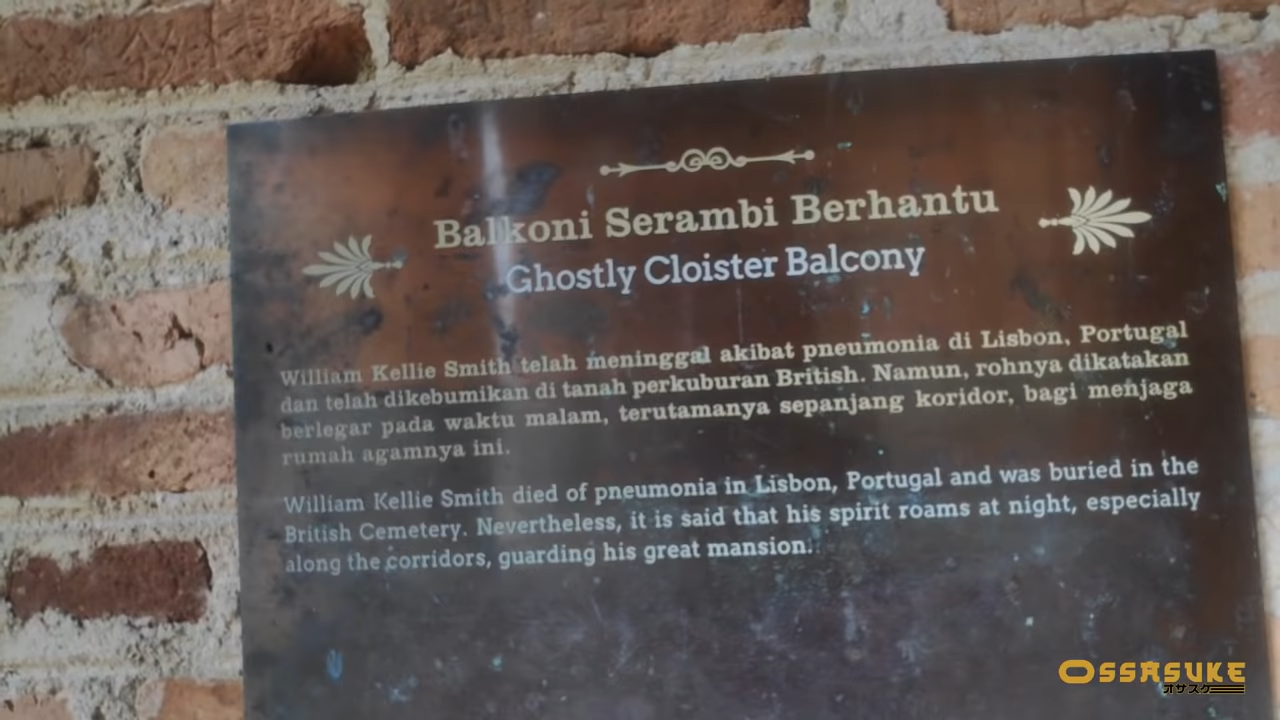 Balkoni Serambi Berhantu
Ghostly Cloister Balcony
William Kellie Smith telah meninggal akibat pneumonia di Lisbon, Portugal
dan telah dikebumikan di tanah perkuburan British. Namun, rohnya dikatakan
berlegar pada waktu malam, terutamanya sepanjang koridor, bagi menjaga
rumah agamnya ini.
William Kellie Smith died of pneumonia in Lisbon, Portugal and was buried in the
British Cemetery. Nevertheless, it is said that his spirit roams at night, especially
along the corridors, guarding his great mansion.
OSSASUKE
オサスケ